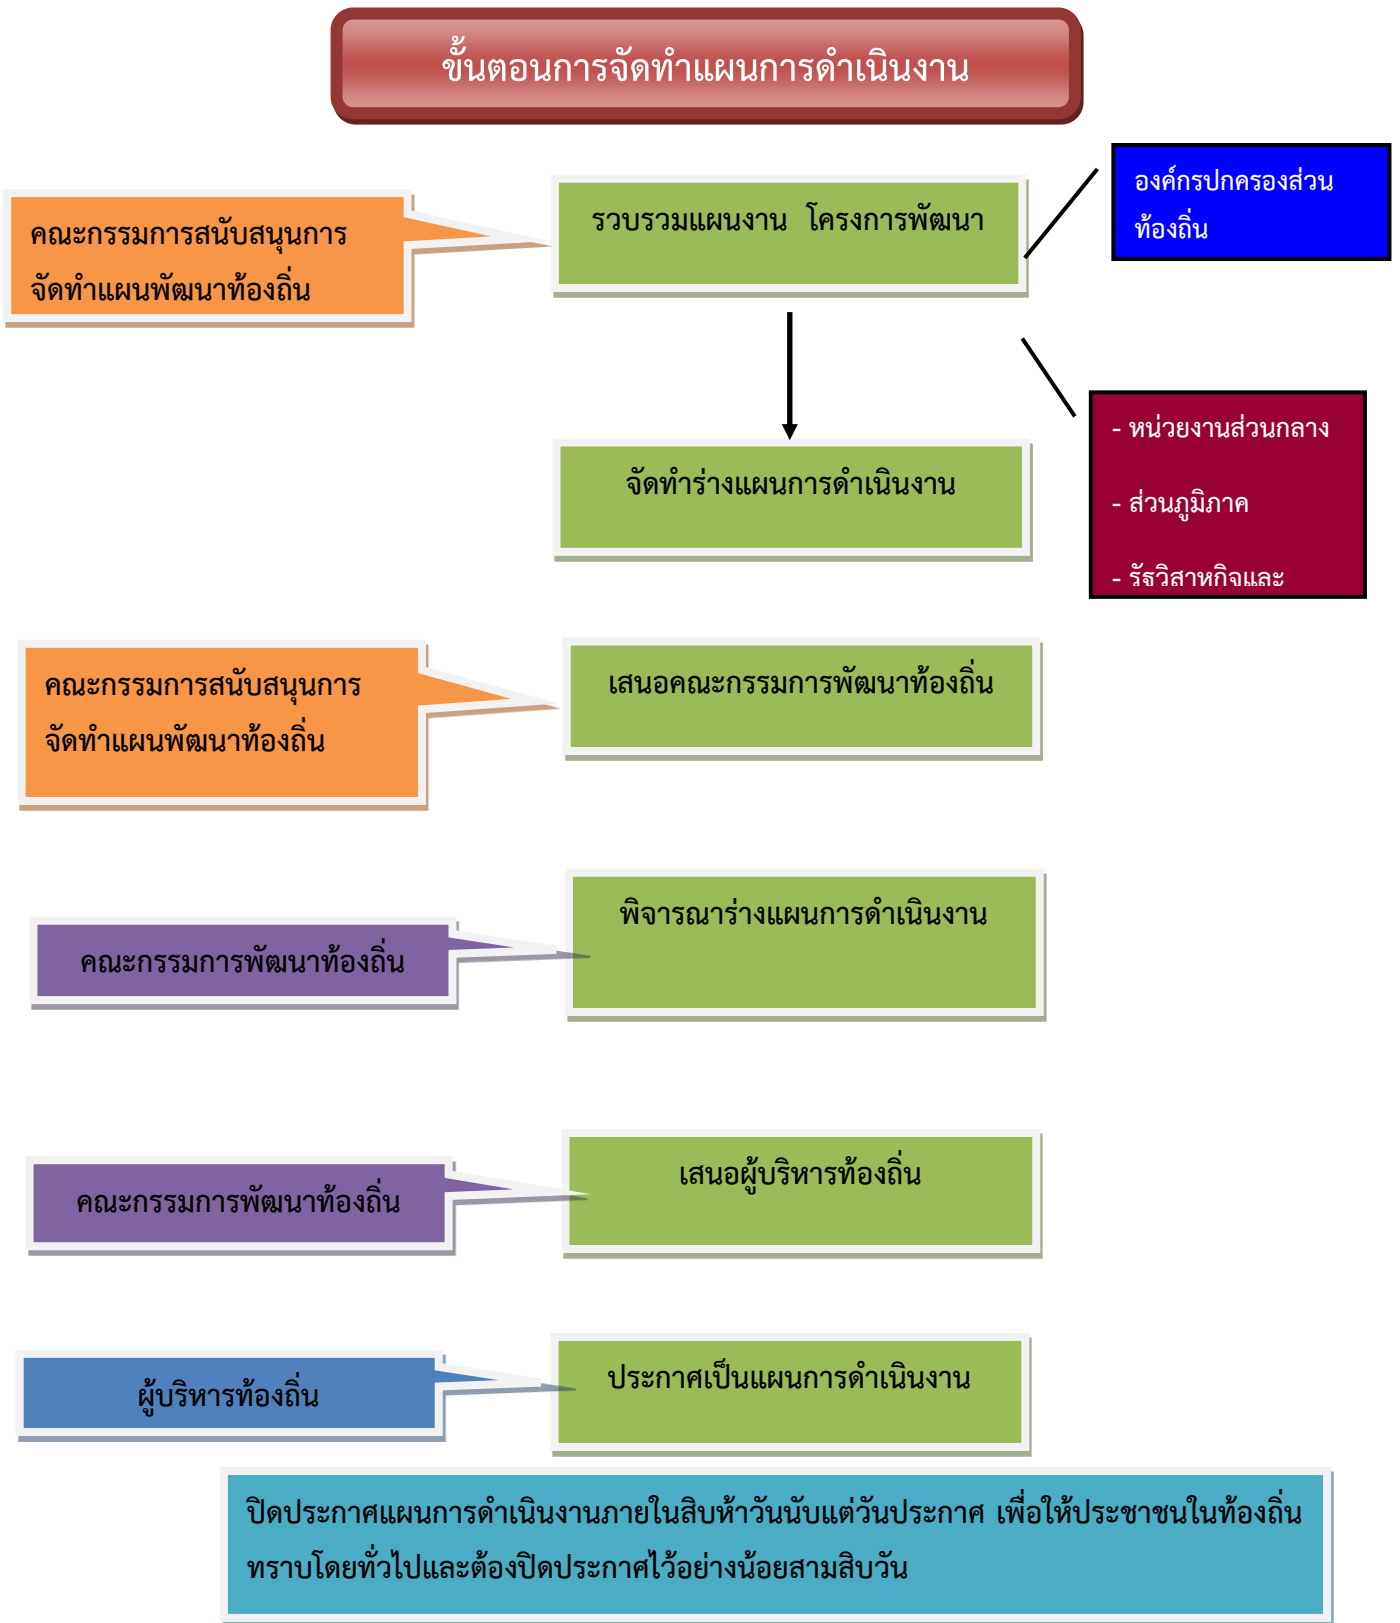 ขั้นตอนการจัดทำแผนการดำเนินงาน
องค์กรปกครองส่วน
ท้องถิ่น
รวบรวมแผนงาน โครงการพัฒนา
คณะกรรมการสนับสนุนการ
จัดทำแผนพัฒนาท้องถิ่น
- หน่วยงานส่วนกลาง
- ส่วนภูมิภาค
- รัฐวิสาหกิจและ
จัดทำร่างแผนการดำเนินงาน
คณะกรรมการสนับสนุนการ
จัดทำแผนพัฒนาท้องถิ่น
เสนอคณะกรรมการพัฒนาท้องถิ่น
พิจารณาร่างแผนการดำเนินงาน
คณะกรรมการพัฒนาท้องถิ่น
เสนอผู้บริหารท้องถิ่น
คณะกรรมการพัฒนาท้องถิ่น
ประกาศเป็นแผนการดำเนินงาน
ผู้บริหารท้องถิ่น
ปิดประกาศแผนการดำเนินงานภายในสิบห้าวันนับแต่วันประกาศ เพื่อให้ประชาชนในท้องถิ่น
ทราบโดยทั่วไปและต้องปิดประกาศไว้อย่างน้อยสามสิบวัน